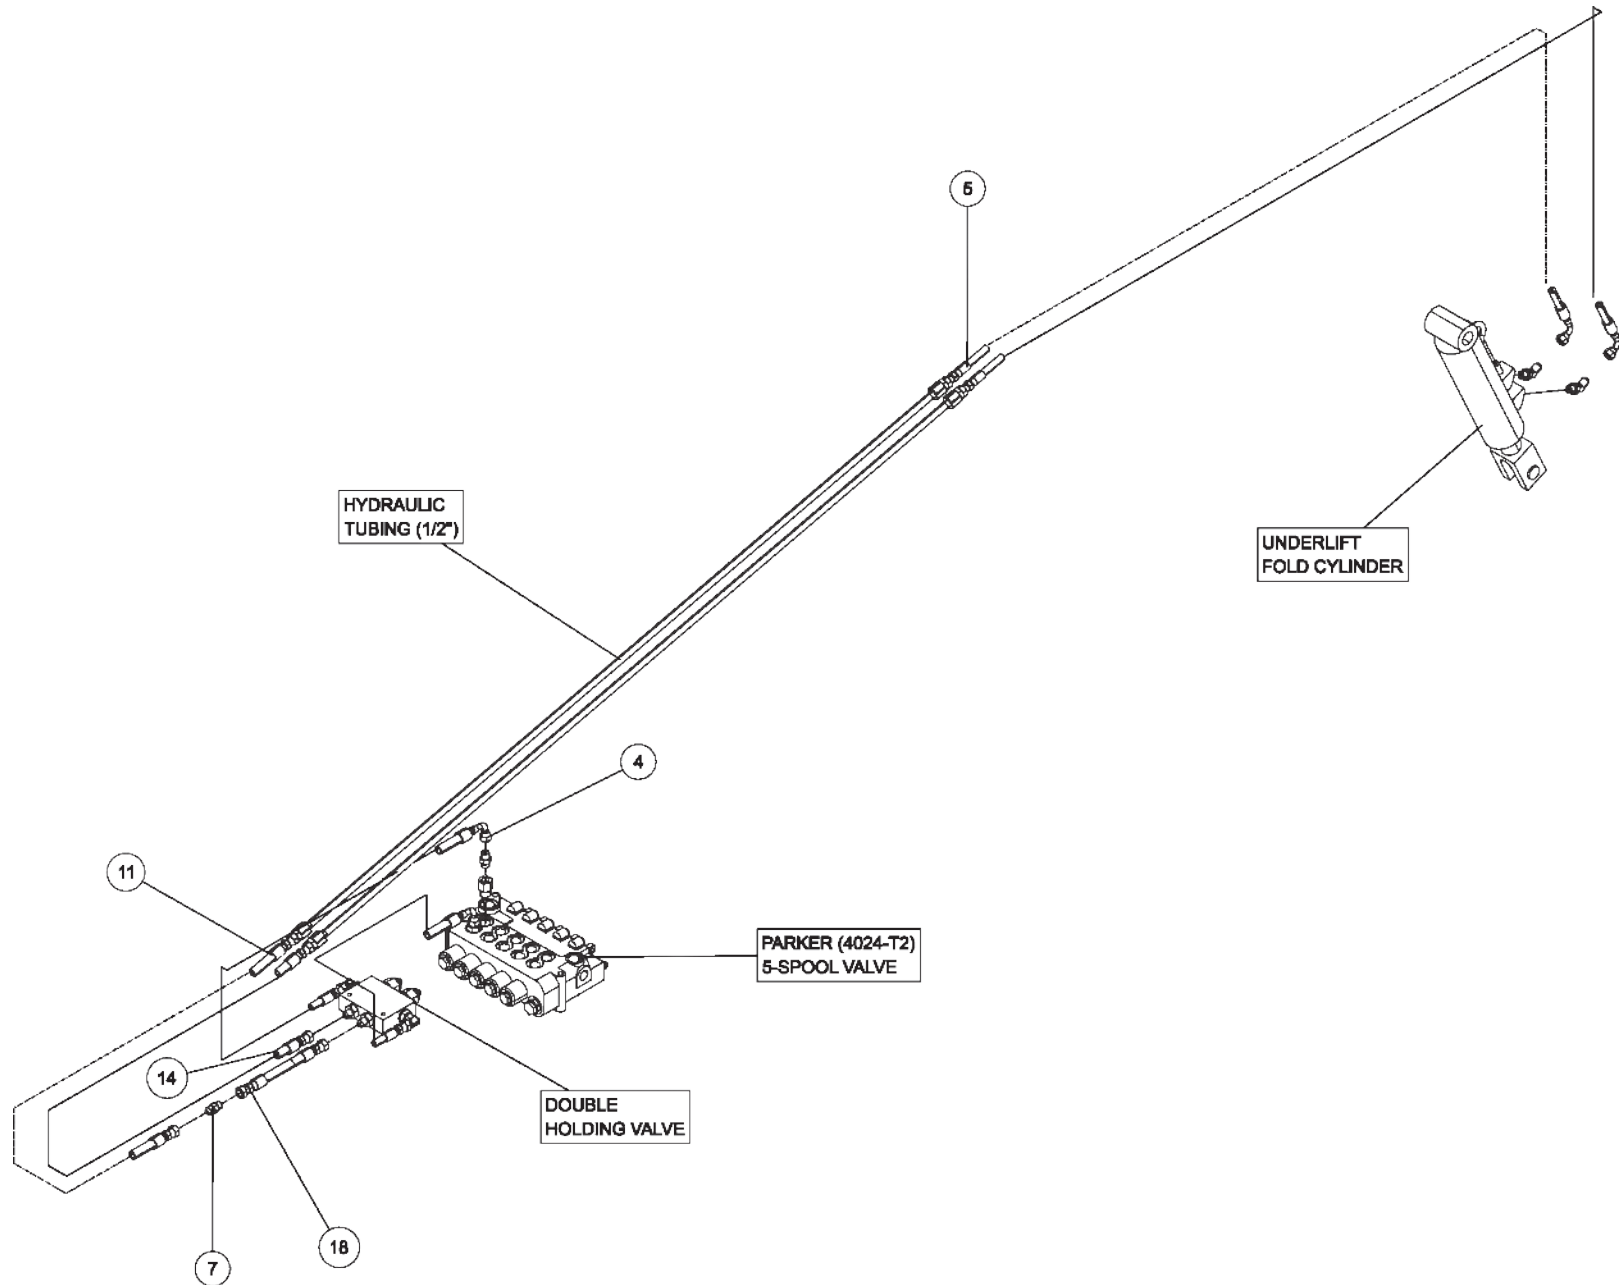 5
HYDRAULIC
TUBING (1/2")
UNDERLIFT
FOLD CYLINDER
4
11
PARKER (4024-T2)
5-SPOOL VALVE
14
DOUBLE
HOLDING VALVE
18
7